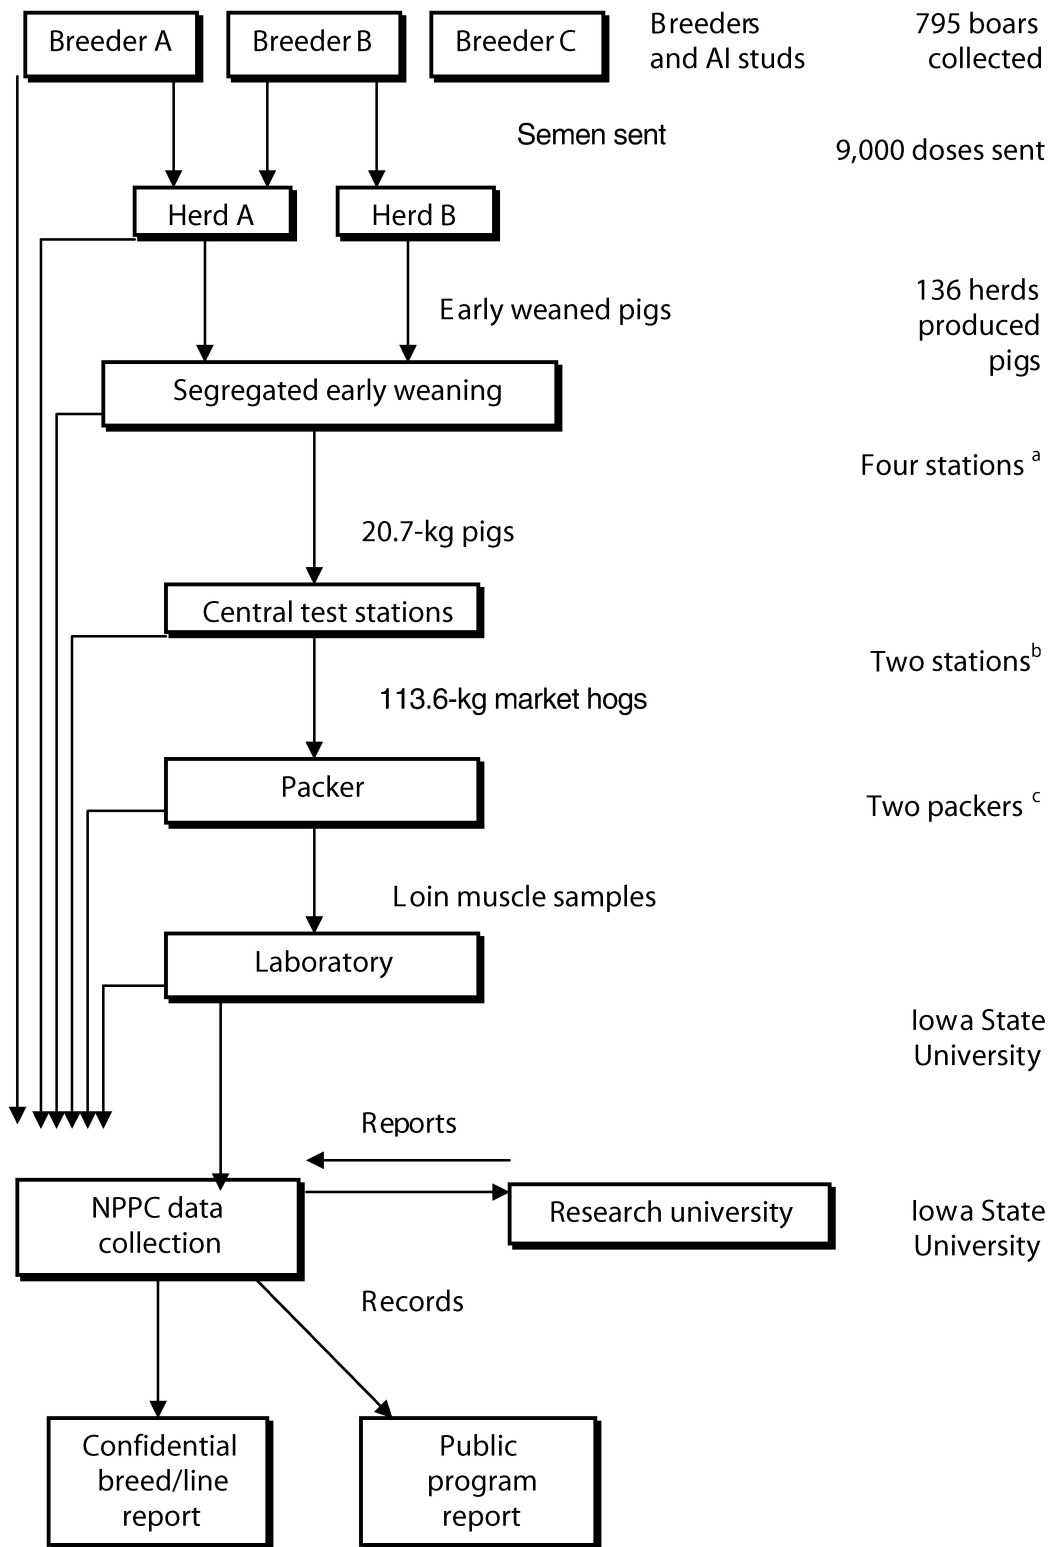 Breeder A
Breeder B
Breeder C
Breeders
and AI studs
795 boars
collected
Semen sent
9,000 doses sent
Herd A
Herd B
Early weaned pigs
136 herds
produced
pigs
Segregated early weaning
Four stations a
20.7-kg pigs
Central test stations
Two stationsb
113.6-kg market hogs
Packer
Two packers c
Loin muscle samples
Laboratory
Iowa State
University
Reports
NPPC data
collection
Research university
Iowa State
University
Records
Confidential
breed/line
report
Public
program
report